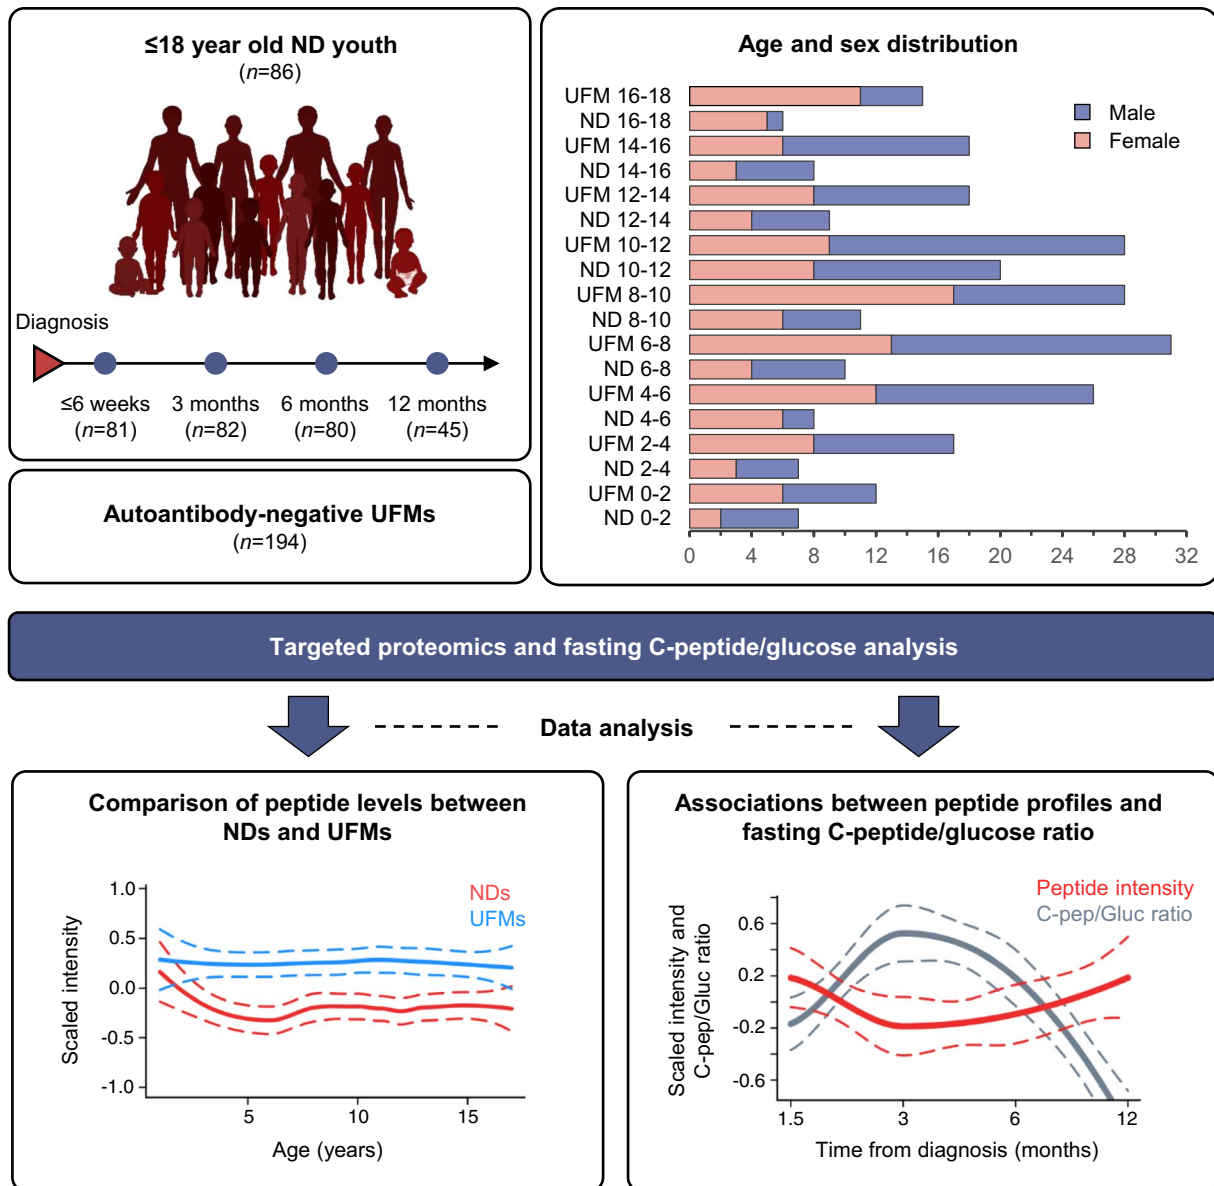 ≤18 year old ND youth
(n=86)
Diagnosis
≤6 weeks
(n=81)
3 months
(n=82)
6 months
(n=80)
12 months
(n=45)
Autoantibody-negative UFMs
(n=194)
Age and sex distribution
Male
Female
UFM 16-18
ND 16-18
UFM 14-16
ND 14-16
UFM 12-14
ND 12-14
UFM 10-12
ND 10-12
UFM 8-10
ND 8-10
UFM 6-8
ND 6-8
UFM 4-6
ND 4-6
UFM 2-4
ND 2-4
UFM 0-2
ND 0-2
0 4 8 12 16 20 24 28 32
Targeted proteomics and fasting C-peptide/glucose analysis
Data analysis
Comparison of peptide levels between
NDs and UFMs
NDs
UFMs
Scaled intensity
1.0
0.5
0.0
-0.5
-1.0
5 10 15
Age (years)
Associations between peptide profiles and
fasting C-peptide/glucose ratio
Peptide intensity
C-pep/Gluc ratio
Scaled intensity and
C-pep/Gluc ratio
0.6
0.2
-0.2
-0.6
1.5 3 6 12
Time from diagnosis (months)